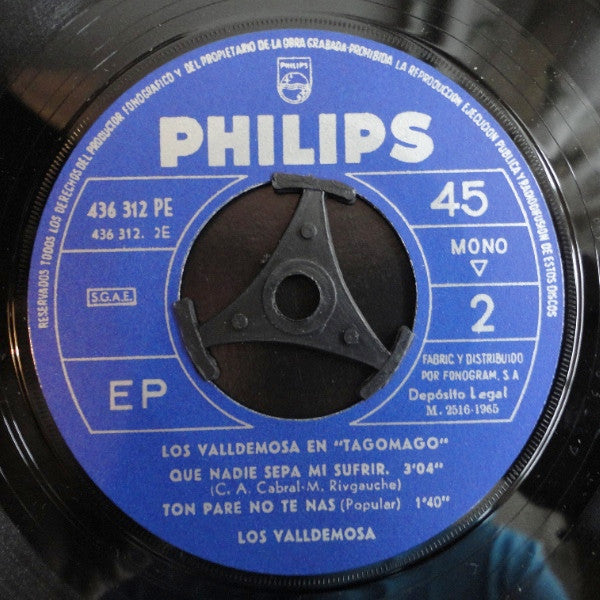 RESERVADOS TODOS LOS DERECHOS DEL PRODUCTOR FONOGRAFICO Y DEL PROPIETARIO DE LA OBRA GRABADA-PROHIBIDA LA REPRODUCCION EJECUCION PUBLICA Y RADIODIFUSION DE ESTOS DISCOS
PHILIPS
PHILIPS
436 312 PE
436 312. 2E
45
MONO
S.G.A.E.
2
EP
FABRIC Y DISTRIBUIDO
POR FONOGRAM, S.A
Depósito Legal
M. 2516-1965
LOS VALLDEMOSA EN "TAGOMAGO"
QUE NADIE SEPA MI SUFRIR. 3'04"
(C. A. Cabral-M. Rivgauche)
TON PARE NO TE NAS (Popular) 1'40"
LOS VALLDEMOSA